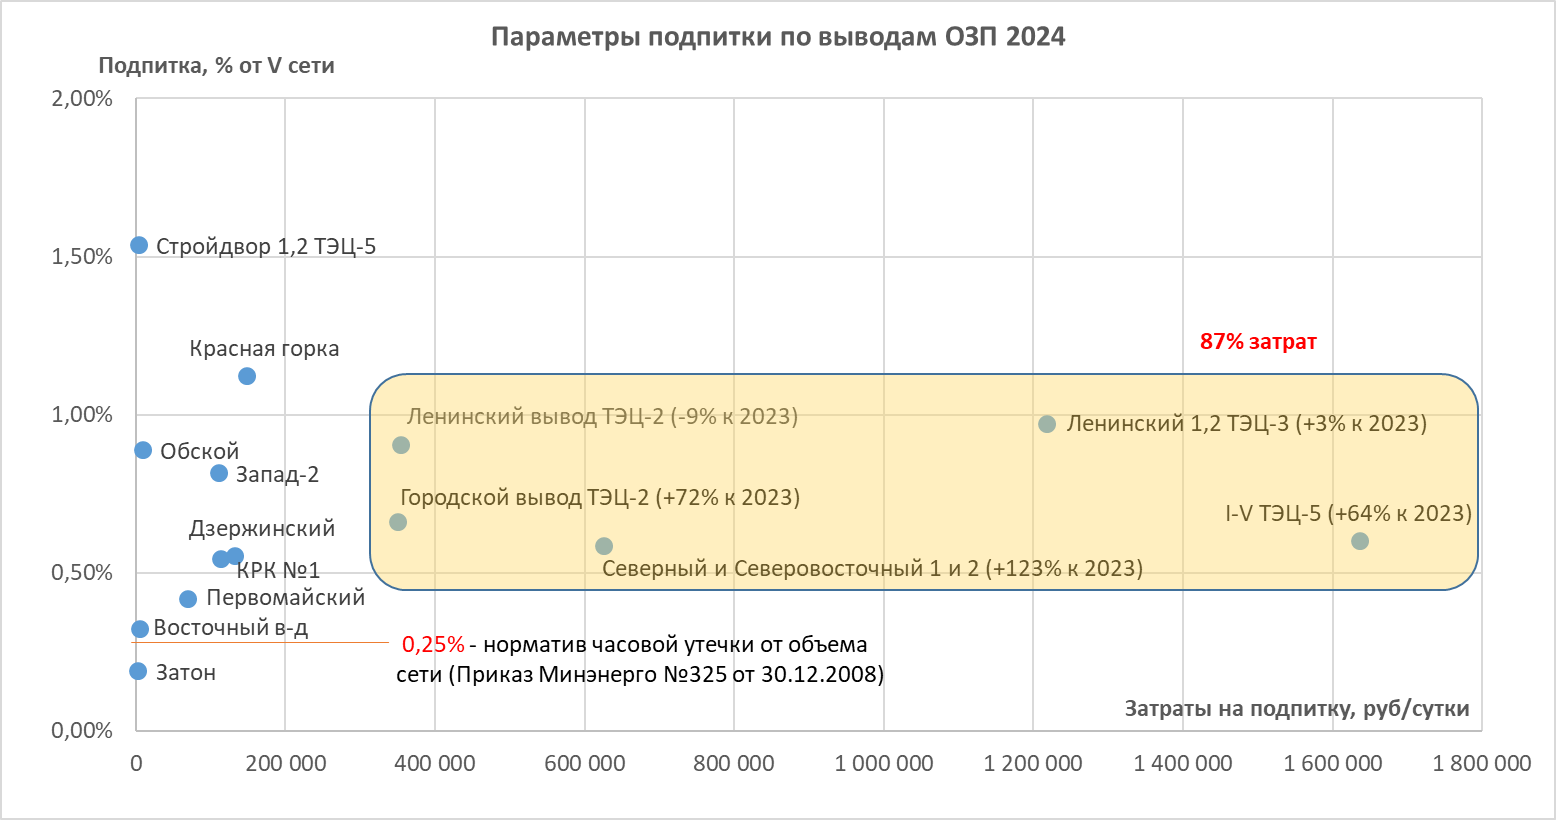 Параметры подпитки по выводам ОЗП 2024
Подпитка, % от V сети
2,00%
1,50%
1,00%
0,50%
0,00%
Стройдвор 1,2 ТЭЦ-5
Красная горка
87% затрат
Ленинский вывод ТЭЦ-2 (-9% к 2023)
Ленинский 1,2 ТЭЦ-3 (+3% к 2023)
Обской
Запад-2
Городской вывод ТЭЦ-2 (+72% к 2023)
I-V ТЭЦ-5 (+64% к 2023)
Дзержинский
КРК №1
Северный и Северовосточный 1 и 2 (+123% к 2023)
Первомайский
Восточный в-д
0,25% - норматив часовой утечки от объема
сети (Приказ Минэнерго №325 от 30.12.2008)
Затон
Затраты на подпитку, руб/сутки
0
200 000
400 000
600 000
800 000
1 000 000
1 200 000
1 400 000
1 600 000
1 800 000